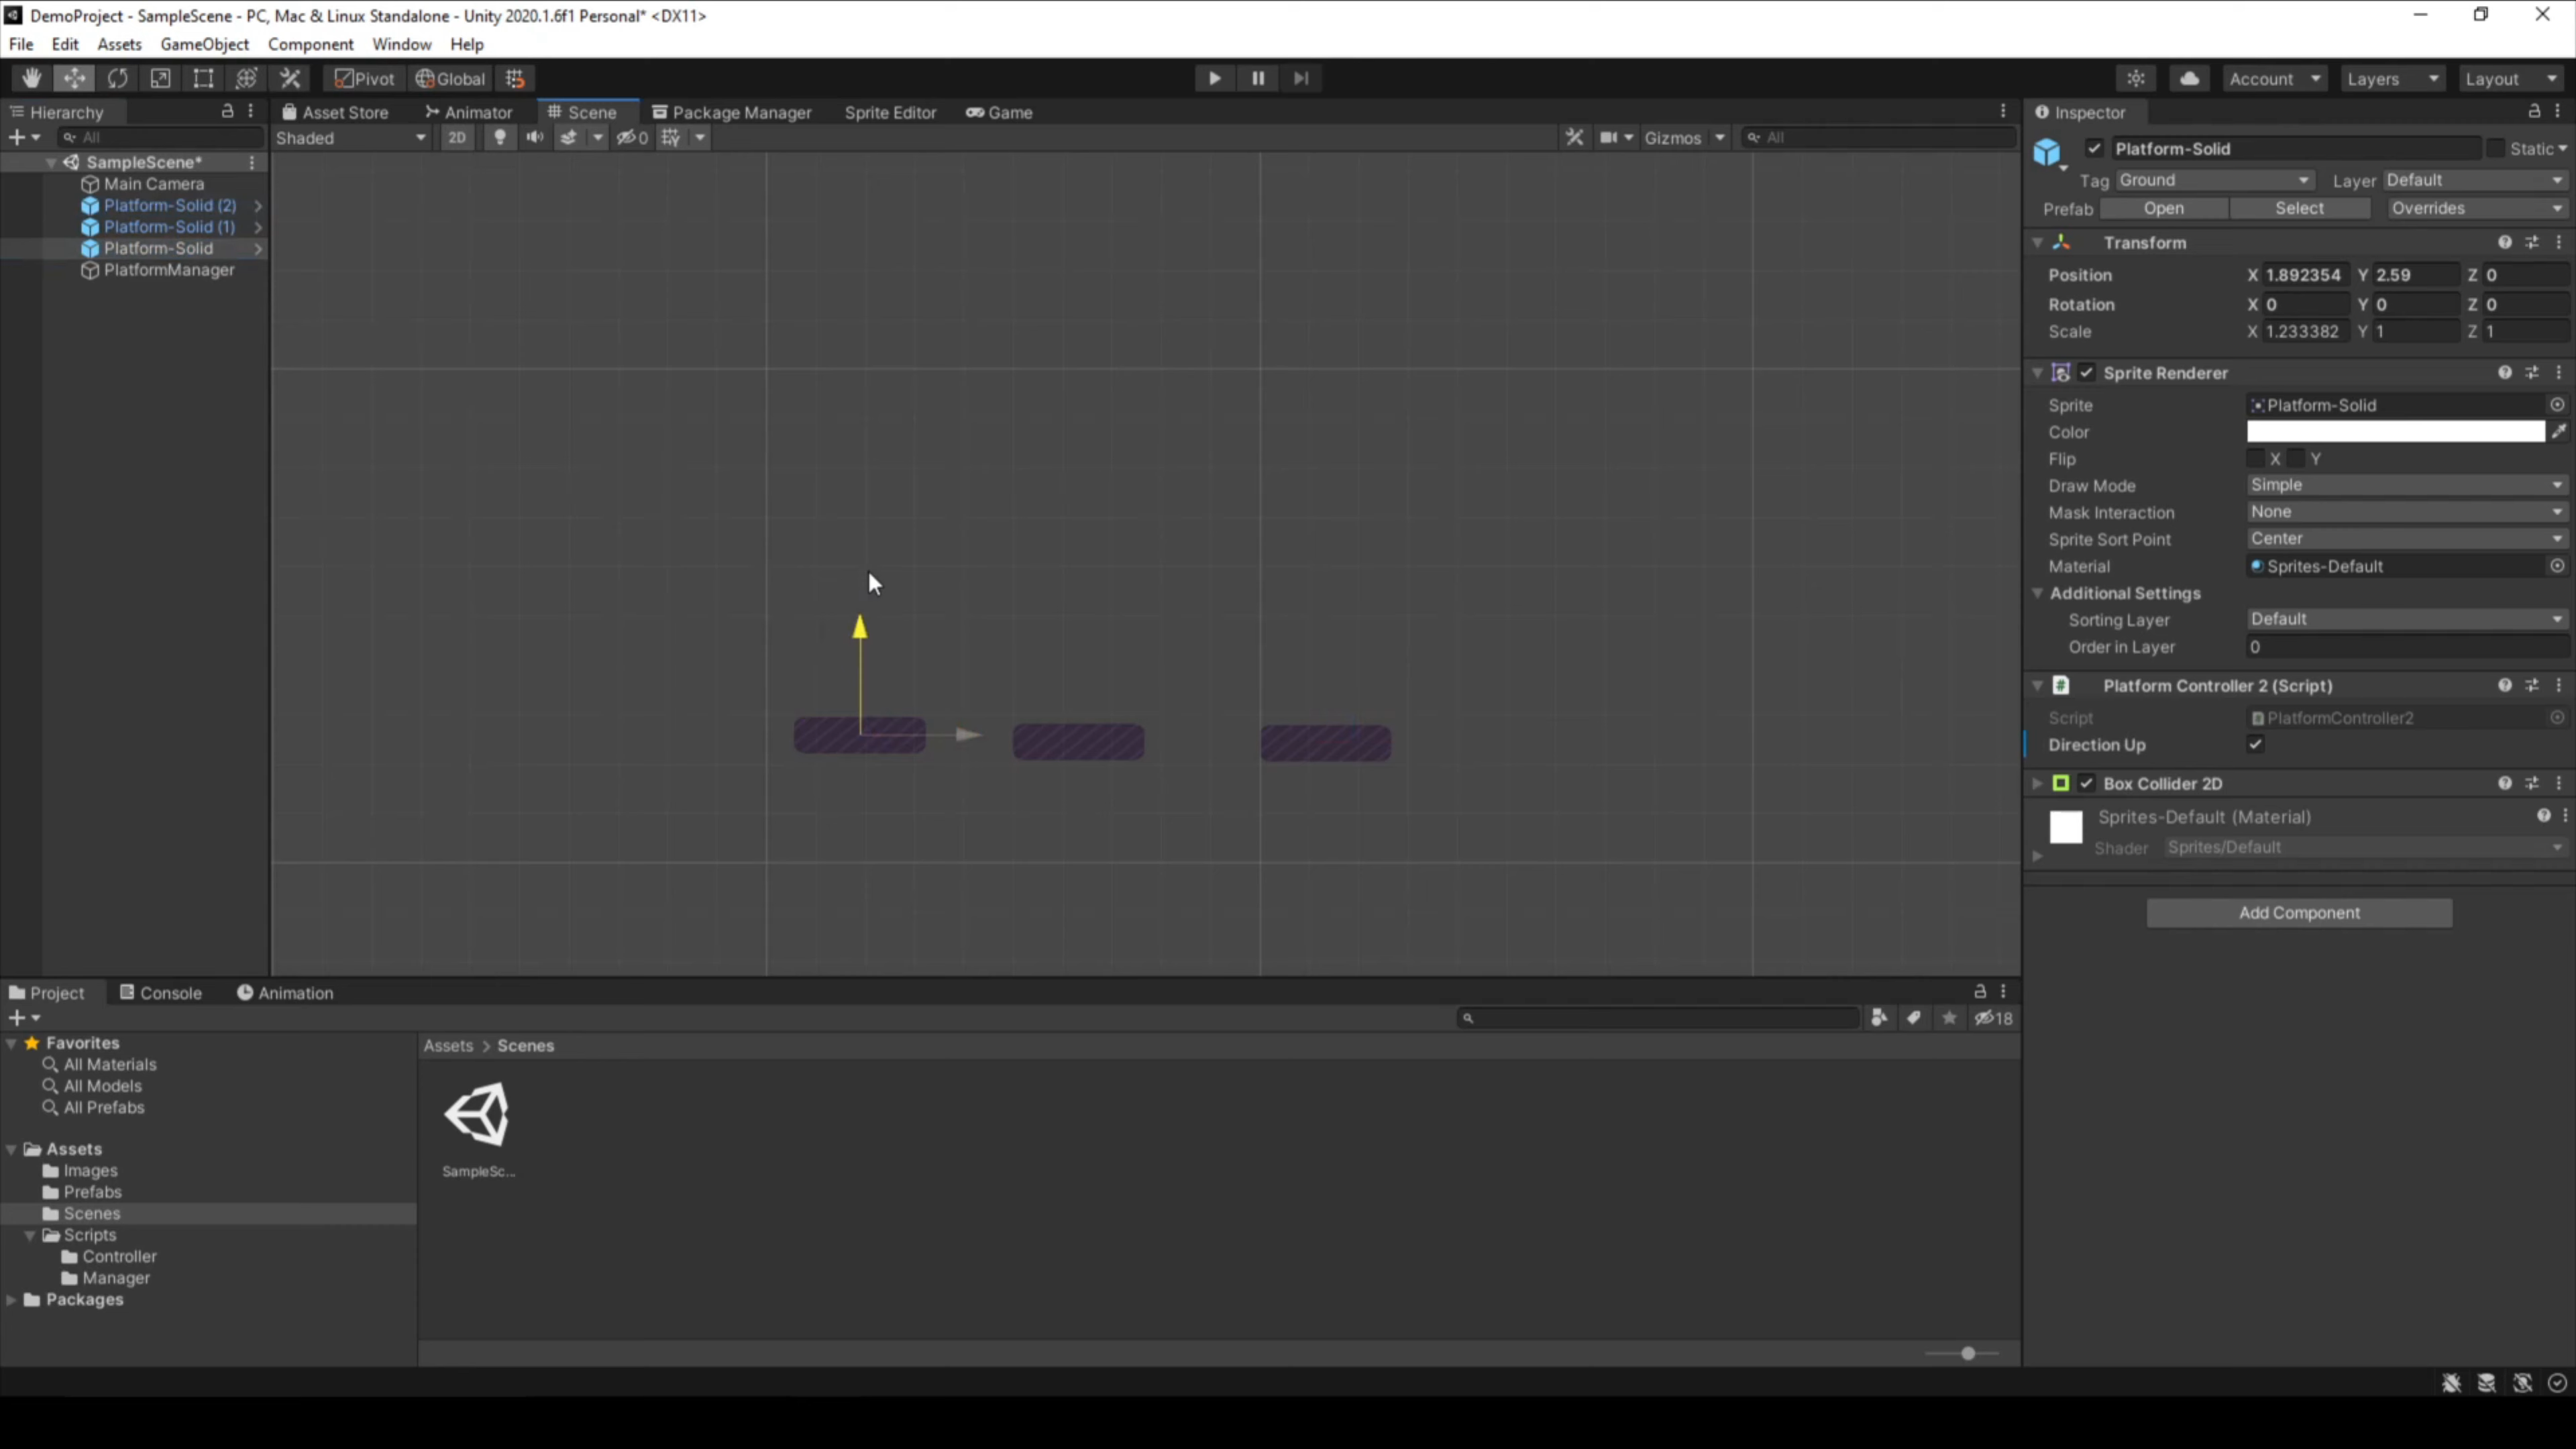 DemoProject - SampleScene - PC, Mac & Linux Standalone - Unity 2020.1.6f1 Personal* <DX11>
File Edit Assets GameObject Component Window Help
Pivot Global Account Layers Layout
Hierarchy
All
SampleScene*
Main Camera
Platform-Solid (2)
Platform-Solid (1)
Platform-Solid
PlatformManager
Asset Store Animator Scene Package Manager Sprite Editor Game
Shaded 2D 0 Gizmos All
Inspector
Platform-Solid Static
Tag Ground Layer Default
Prefab Open Select Overrides
Transform
Position X 1.892354 Y 2.59 Z 0
Rotation X 0 Y 0 Z 0
Scale X 1.233382 Y 1 Z 1
Sprite Renderer
Sprite Platform-Solid
Color
Flip X Y
Draw Mode Simple
Mask Interaction None
Sprite Sort Point Center
Material Sprites-Default
Additional Settings
Sorting Layer Default
Order in Layer 0
Platform Controller 2 (Script)
Script PlatformController2
Direction Up
Box Collider 2D
Sprites-Default (Material)
Shader Sprites/Default
Add Component
Project Console Animation
18
Favorites
All Materials
All Models
All Prefabs
Assets
Images
Prefabs
Scenes
Scripts
Controller
Manager
Packages
Assets > Scenes
SampleSc...